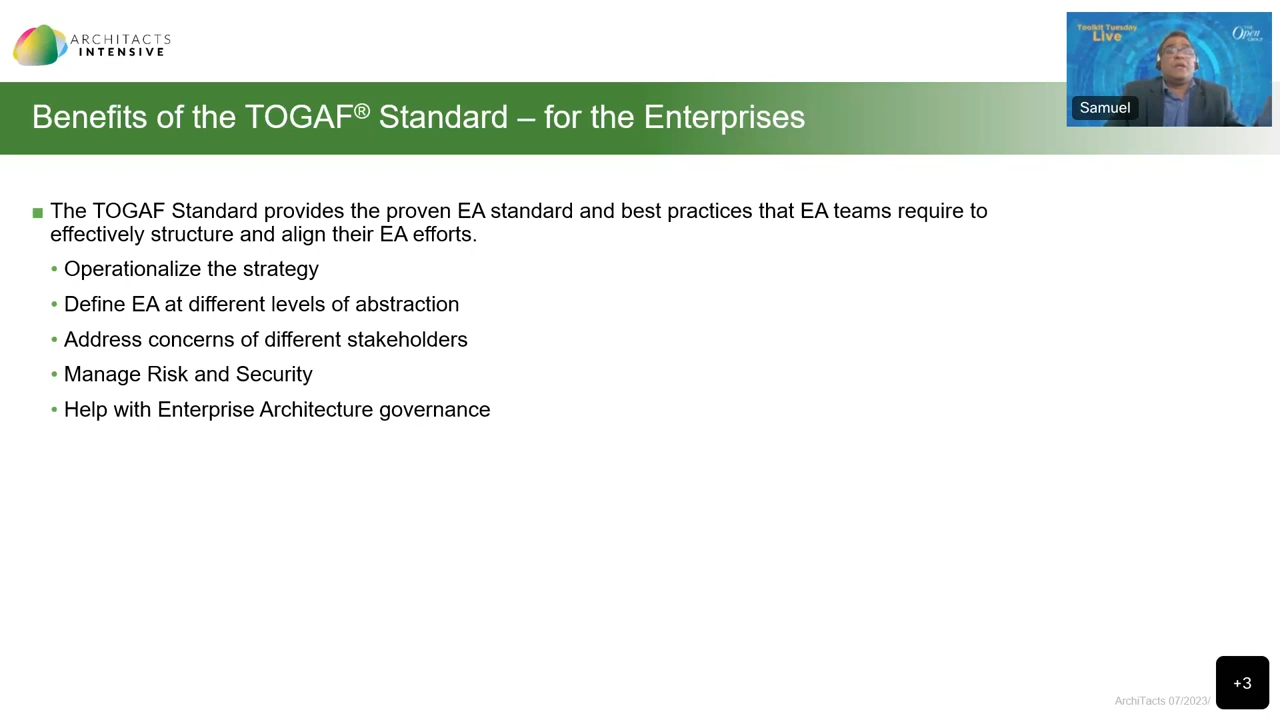 ARCHITACTS
INTENSIVE
Toolkit Tuesday
Live
THE
Open
GROUP
Samuel
Benefits of the TOGAF® Standard – for the Enterprises
■ The TOGAF Standard provides the proven EA standard and best practices that EA teams require to
effectively structure and align their EA efforts.
• Operationalize the strategy
• Define EA at different levels of abstraction
• Address concerns of different stakeholders
• Manage Risk and Security
• Help with Enterprise Architecture governance
ArchiTacts 07/2023/
+3